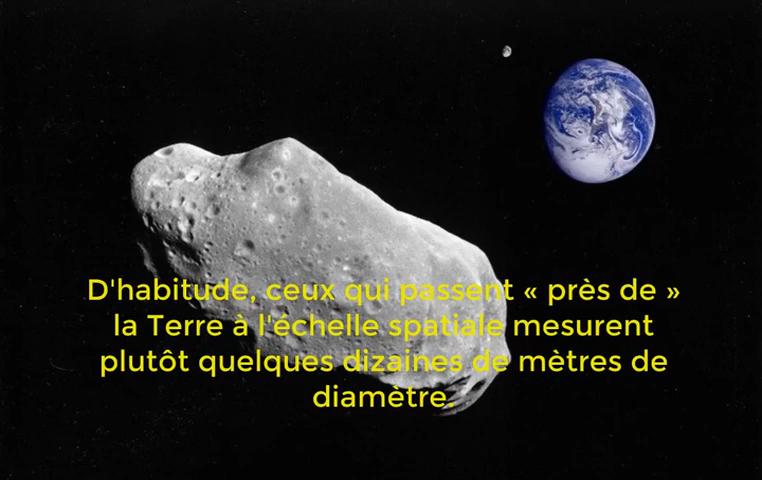 D'habitude, ceux qui passent « près de »
la Terre à l'échelle spatiale mesurent
plutôt quelques dizaines de mètres de
diamètre.